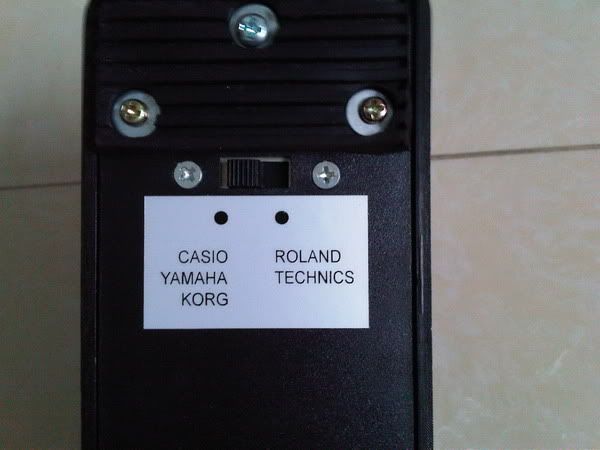 CASIO ROLAND
YAMAHA TECHNICS
KORG